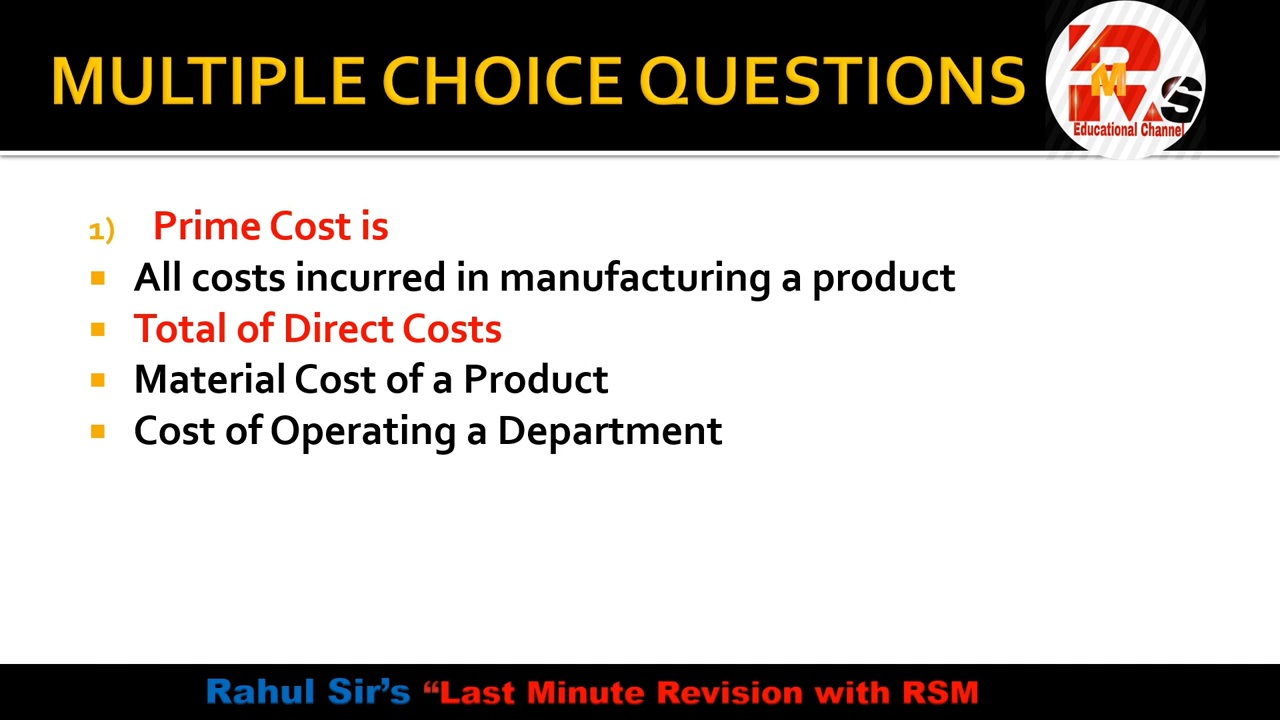 MULTIPLE CHOICE QUESTIONS
RMS
Educational Channel
1) Prime Cost is
All costs incurred in manufacturing a product
Total of Direct Costs
Material Cost of a Product
Cost of Operating a Department
Rahul Sir's “Last Minute Revision with RSM